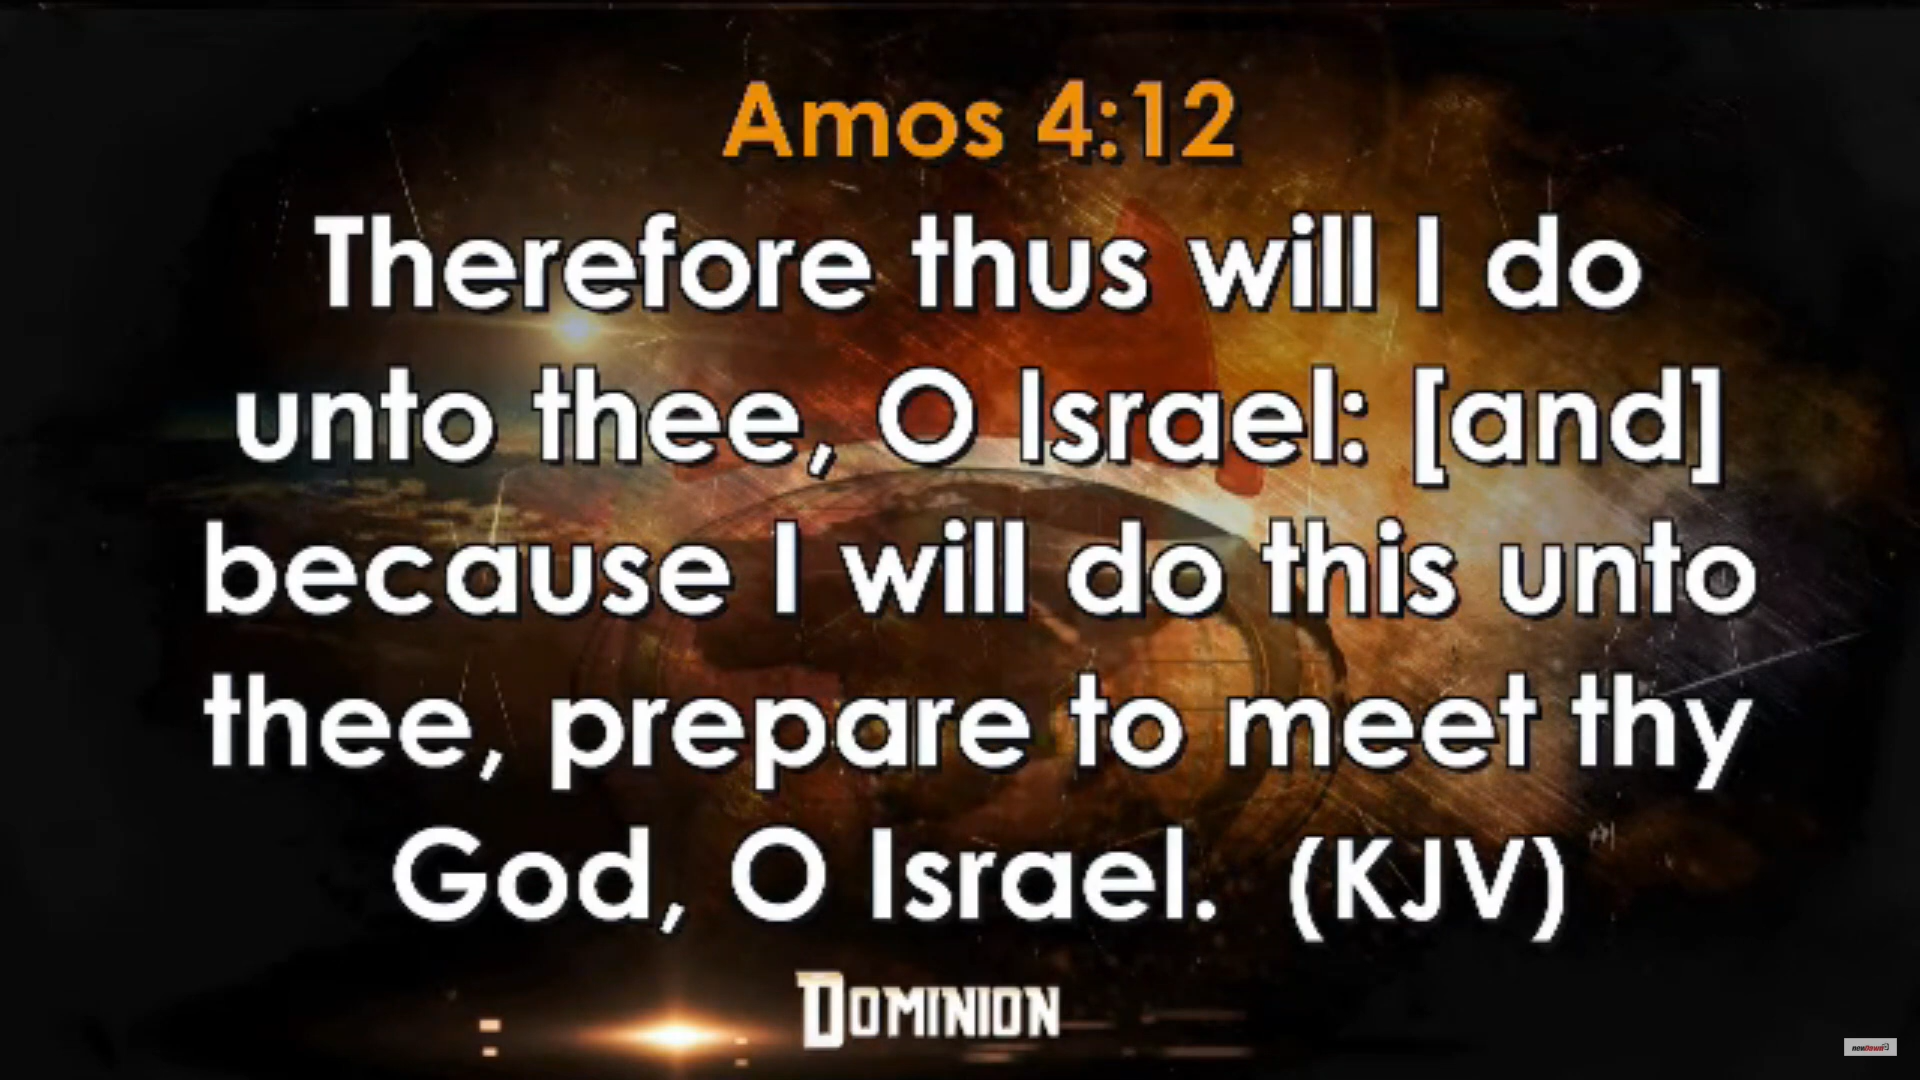 Amos 4:12
Therefore thus will I do
unto thee, O Israel: [and]
because I will do this unto
thee, prepare to meet thy
God, O Israel.  (KJV)
DOMINION